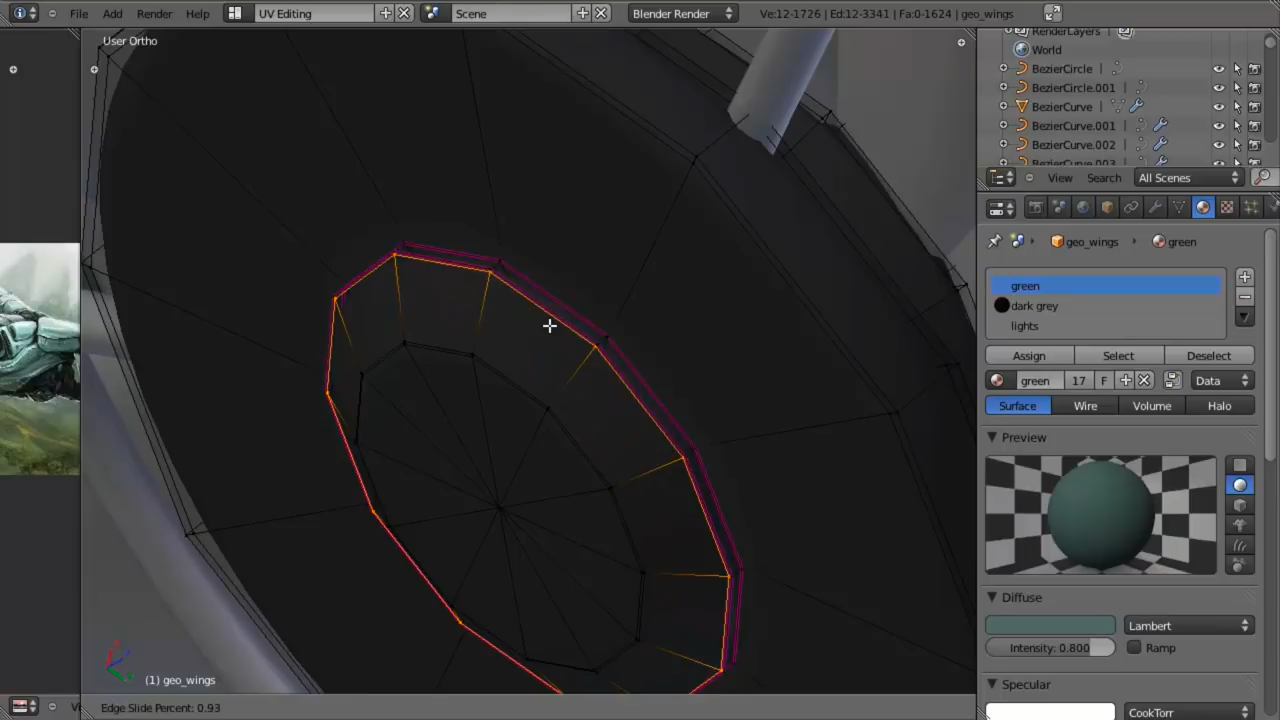 File Add Render Help UV Editing Scene Blender Render Ve:12-1726 | Ed:12-3341 | Fa:0-1624 | geo_wings
User Ortho
RenderLayers |
World
BezierCircle |
BezierCircle.001 |
BezierCurve |
BezierCurve.001 |
BezierCurve.002 |
BezierCurve.003 |
View Search All Scenes
geo_wings green
green
dark grey
lights
Assign Select Deselect
green 17 F Data
Surface Wire Volume Halo
Preview
Diffuse
Lambert
Intensity: 0.800 Ramp
Specular
CookTorr
(1) geo_wings
Edge Slide Percent: 0.93